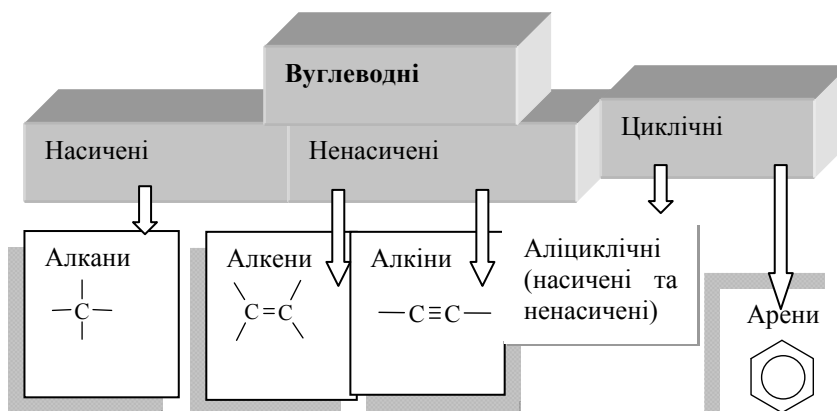 Вуглеводні
Насичені
Ненасичені
Циклічні
Алкани
C
Алкени
C=C
Алкіни
C≡C
Аліциклічні
(насичені та
ненасичені)
Арени